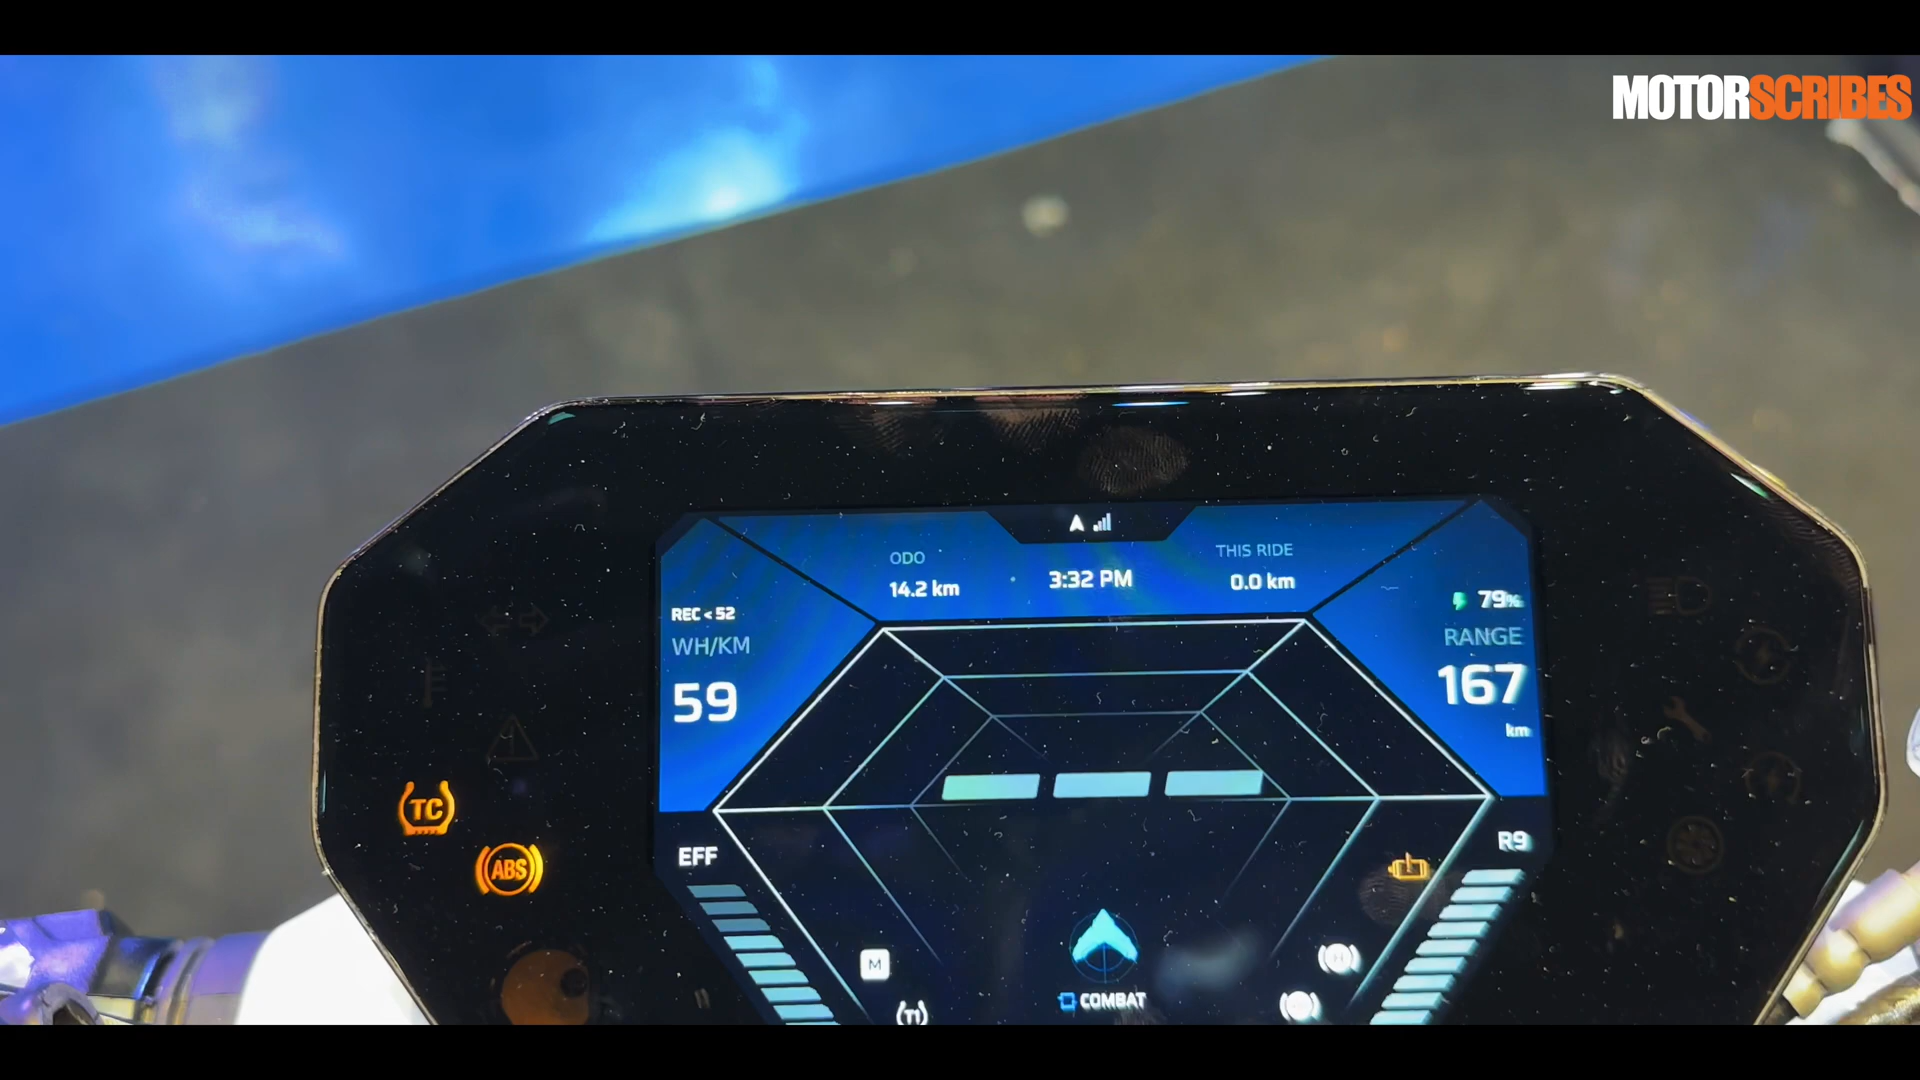 MOTORSCRIBES
ODO
14.2 km
3:32 PM
THIS RIDE
0.0 km
REC < 52
WH/KM
59
79%
RANGE
167
km
TC
ABS
EFF
R9
M
(T1)
COMBAT